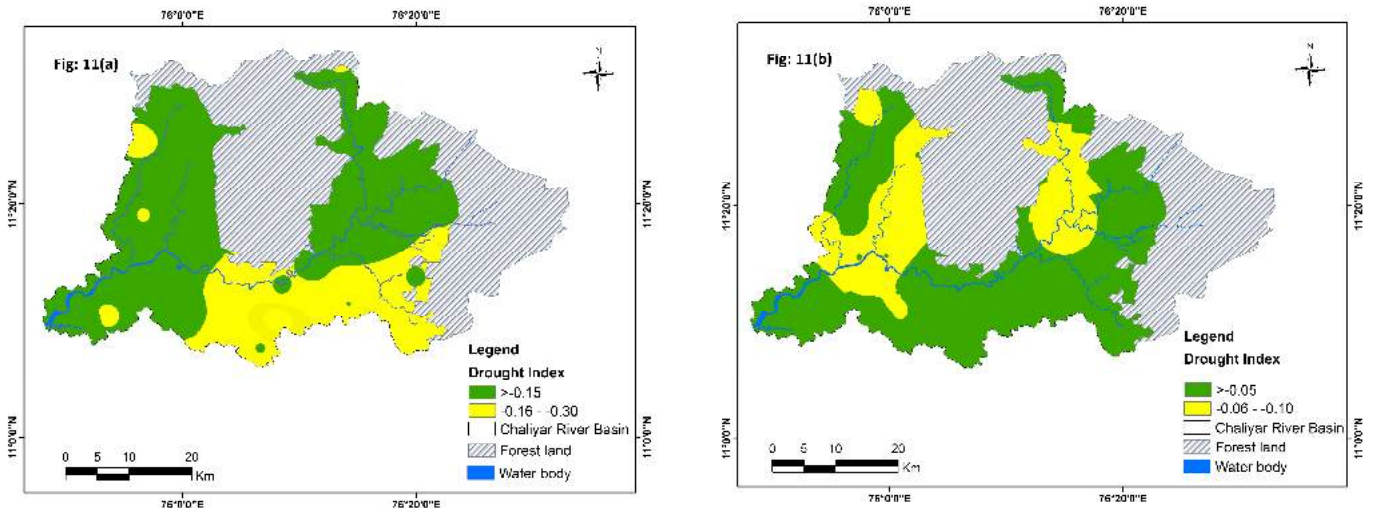 76°0'0"E 76°20'0"E
Fig: 11(a)
N
11°20'0"N 11°20'0"N
Legend
Drought Index
>-0.15
-0.16 - -0.30
Chaliyar River Basin
Forest land
Water body
11°0'0"N 11°0'0"N
0 5 10 20
Km
76°0'0"E 76°20'0"E
76°0'0"E 76°20'0"E
Fig: 11(b)
N
11°20'0"N 11°20'0"N
Legend
Drought Index
>-0.05
-0.06 - -0.10
Chaliyar River Basin
Forest land
Water body
11°0'0"N 11°0'0"N
0 5 10 20
Km
76°0'0"E 76°20'0"E